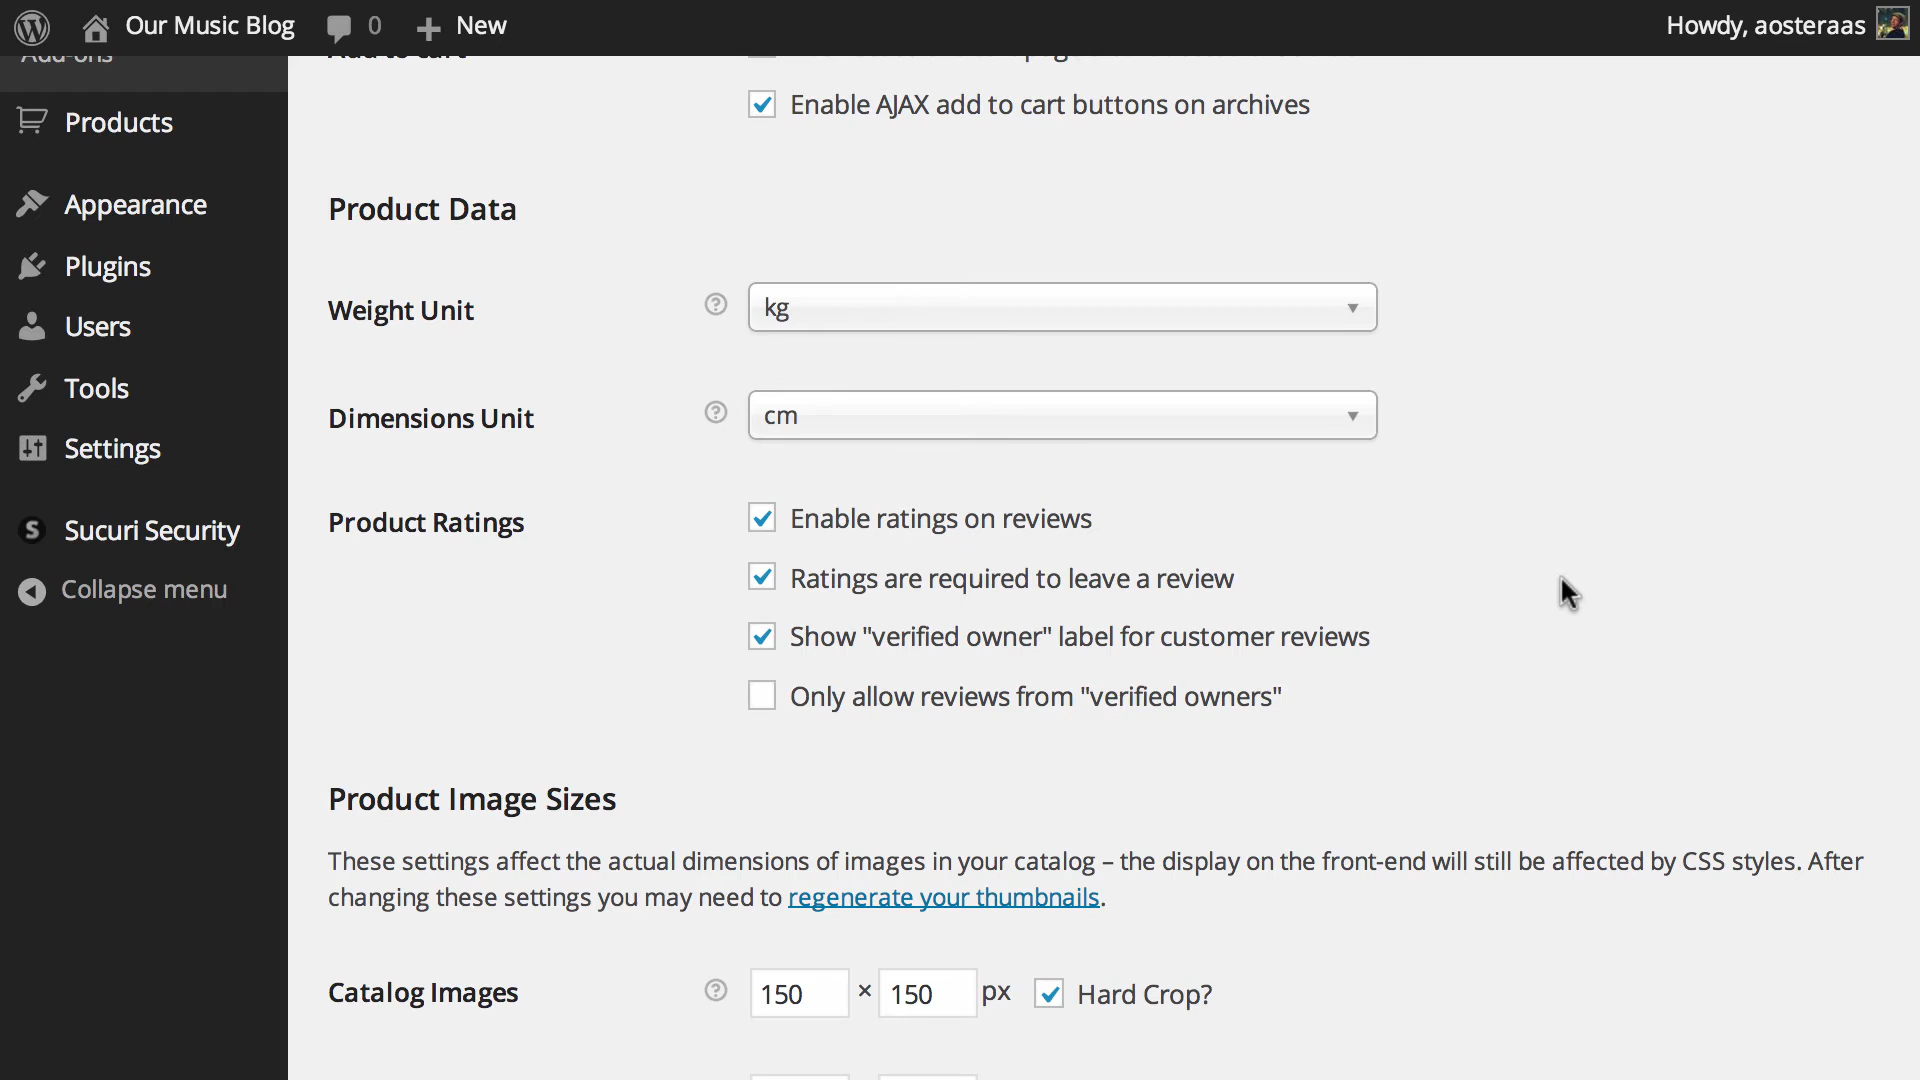 Our Music Blog 0 New Howdy, aosteraas
Add-ons
Add to cart
Enable AJAX add to cart buttons on archives
Products
Appearance
Plugins
Users
Tools
Settings
Sucuri Security
Collapse menu
Product Data
Weight Unit kg
Dimensions Unit cm
Product Ratings Enable ratings on reviews
Ratings are required to leave a review
Show "verified owner" label for customer reviews
Only allow reviews from "verified owners"
Product Image Sizes
These settings affect the actual dimensions of images in your catalog – the display on the front-end will still be affected by CSS styles. After
changing these settings you may need to regenerate your thumbnails.
Catalog Images 150 × 150 px Hard Crop?